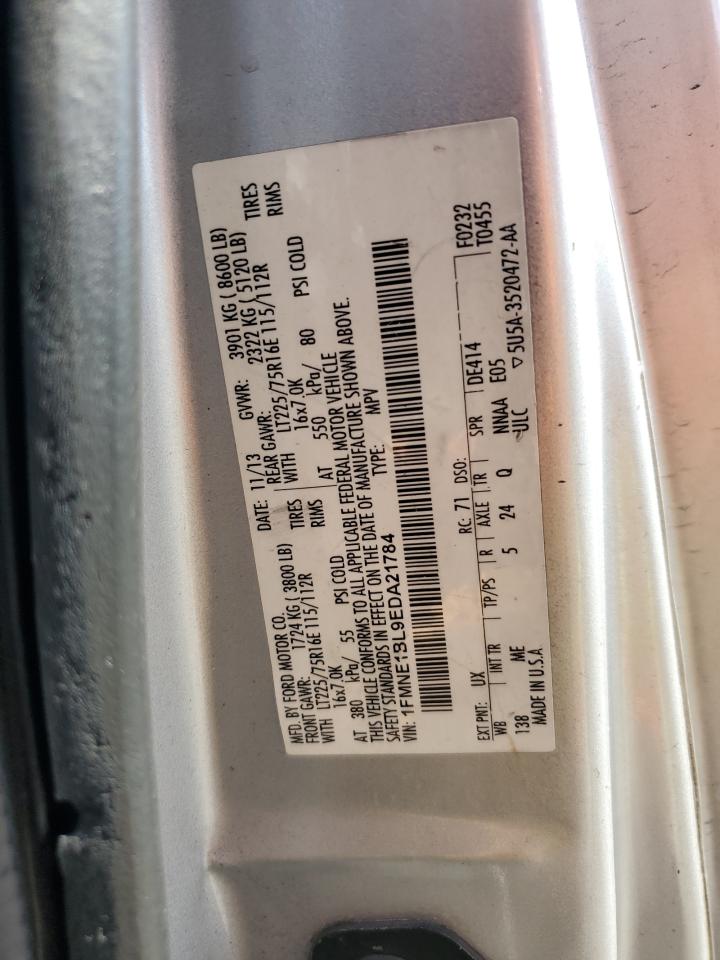 MFD. BY FORD MOTOR CO.
DATE: 11/13 GVWR: 3901 KG ( 8600 LB)
FRONT GAWR: 1724 KG ( 3800 LB) REAR GAWR: 2322 KG ( 5120 LB)
WITH LT225/75R16E 115/112R TIRES WITH LT225/75R16E 115/112R TIRES
16x7.0K RIMS 16x7.0K RIMS
AT 380 kPa/ 55 PSI COLD AT 550 kPa/ 80 PSI COLD
THIS VEHICLE CONFORMS TO ALL APPLICABLE FEDERAL MOTOR VEHICLE
SAFETY STANDARDS IN EFFECT ON THE DATE OF MANUFACTURE SHOWN ABOVE.
VIN: 1FMNE1BL9EDA21784 TYPE: MPV
F0232
T0455
EXT PNT: UX RC: 71 DSO:
WB INT TR TP/PS R AXLE TR SPR DE414
138 ME 5 24 Q NNAA E05
MADE IN U.S.A. ULC ▽ 5U5A-3520472-AA